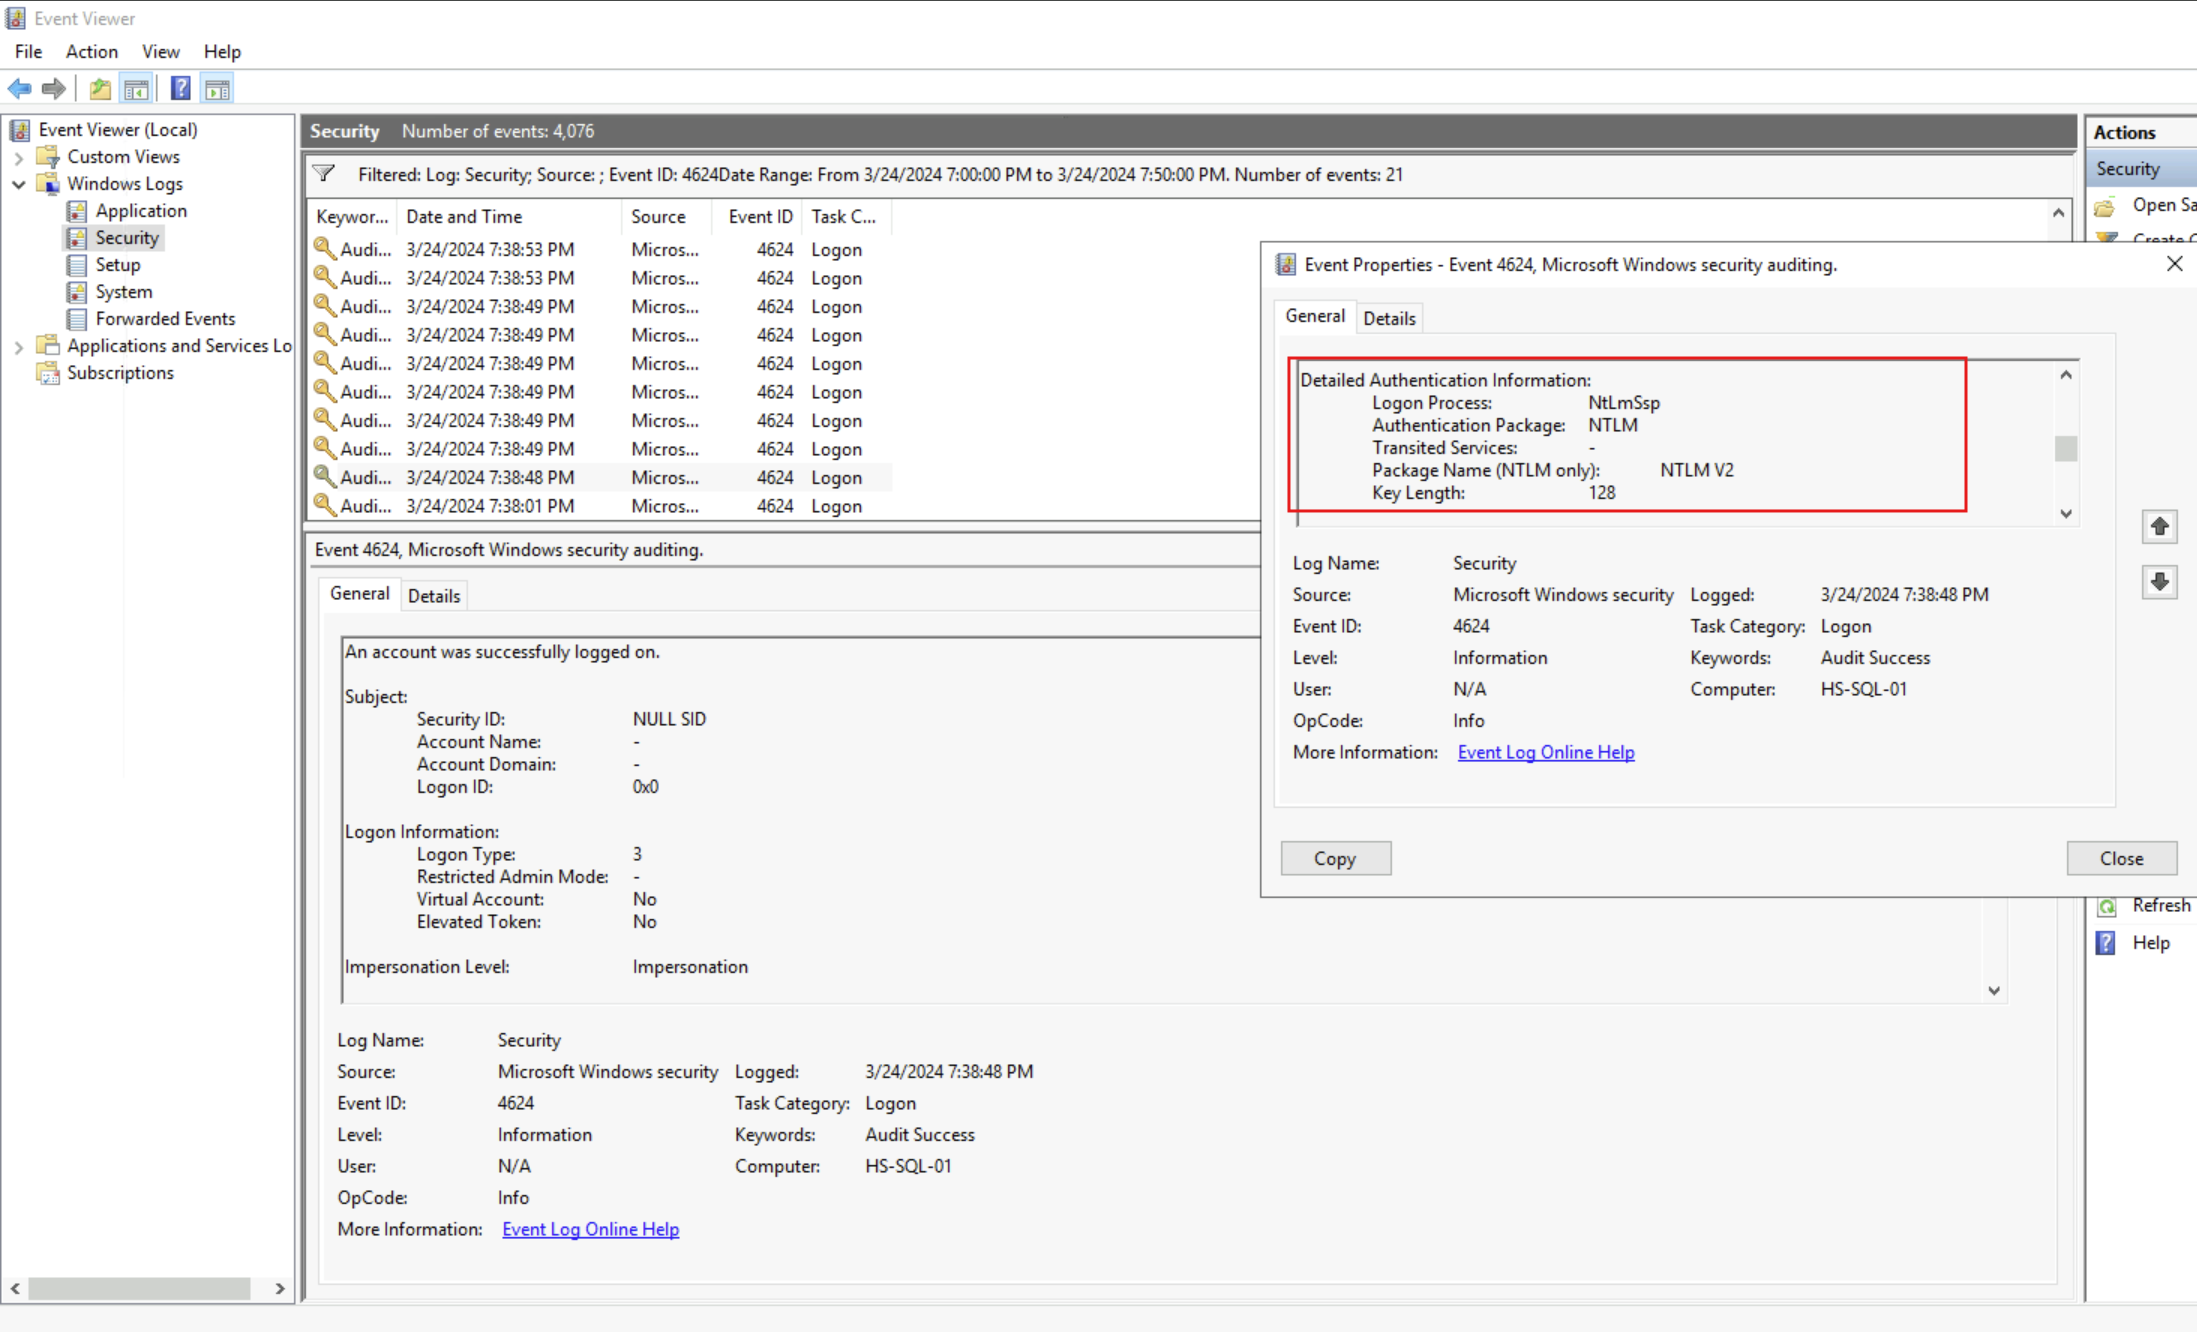 Event Viewer
File Action View Help
Event Viewer (Local)
Custom Views
Windows Logs
Application
Security
Setup
System
Forwarded Events
Applications and Services Lo
Subscriptions
Security Number of events: 4,076
Filtered: Log: Security; Source: ; Event ID: 4624Date Range: From 3/24/2024 7:00:00 PM to 3/24/2024 7:50:00 PM. Number of events: 21
Keywor... Date and Time Source Event ID Task C...
Audi... 3/24/2024 7:38:53 PM Micros... 4624 Logon
Audi... 3/24/2024 7:38:53 PM Micros... 4624 Logon
Audi... 3/24/2024 7:38:49 PM Micros... 4624 Logon
Audi... 3/24/2024 7:38:49 PM Micros... 4624 Logon
Audi... 3/24/2024 7:38:49 PM Micros... 4624 Logon
Audi... 3/24/2024 7:38:49 PM Micros... 4624 Logon
Audi... 3/24/2024 7:38:49 PM Micros... 4624 Logon
Audi... 3/24/2024 7:38:49 PM Micros... 4624 Logon
Audi... 3/24/2024 7:38:48 PM Micros... 4624 Logon
Audi... 3/24/2024 7:38:01 PM Micros... 4624 Logon
Event 4624, Microsoft Windows security auditing.
General Details
An account was successfully logged on.
Subject:
Security ID: NULL SID
Account Name: -
Account Domain: -
Logon ID: 0x0
Logon Information:
Logon Type: 3
Restricted Admin Mode: -
Virtual Account: No
Elevated Token: No
Impersonation Level: Impersonation
Log Name: Security
Source: Microsoft Windows security Logged: 3/24/2024 7:38:48 PM
Event ID: 4624 Task Category: Logon
Level: Information Keywords: Audit Success
User: N/A Computer: HS-SQL-01
OpCode: Info
More Information: Event Log Online Help
Event Properties - Event 4624, Microsoft Windows security auditing.
General Details
Detailed Authentication Information:
Logon Process: NtLmSsp
Authentication Package: NTLM
Transited Services: -
Package Name (NTLM only): NTLM V2
Key Length: 128
Log Name: Security
Source: Microsoft Windows security Logged: 3/24/2024 7:38:48 PM
Event ID: 4624 Task Category: Logon
Level: Information Keywords: Audit Success
User: N/A Computer: HS-SQL-01
OpCode: Info
More Information: Event Log Online Help
Copy Close
Actions
Security
Open Sa
Create
Refresh
Help